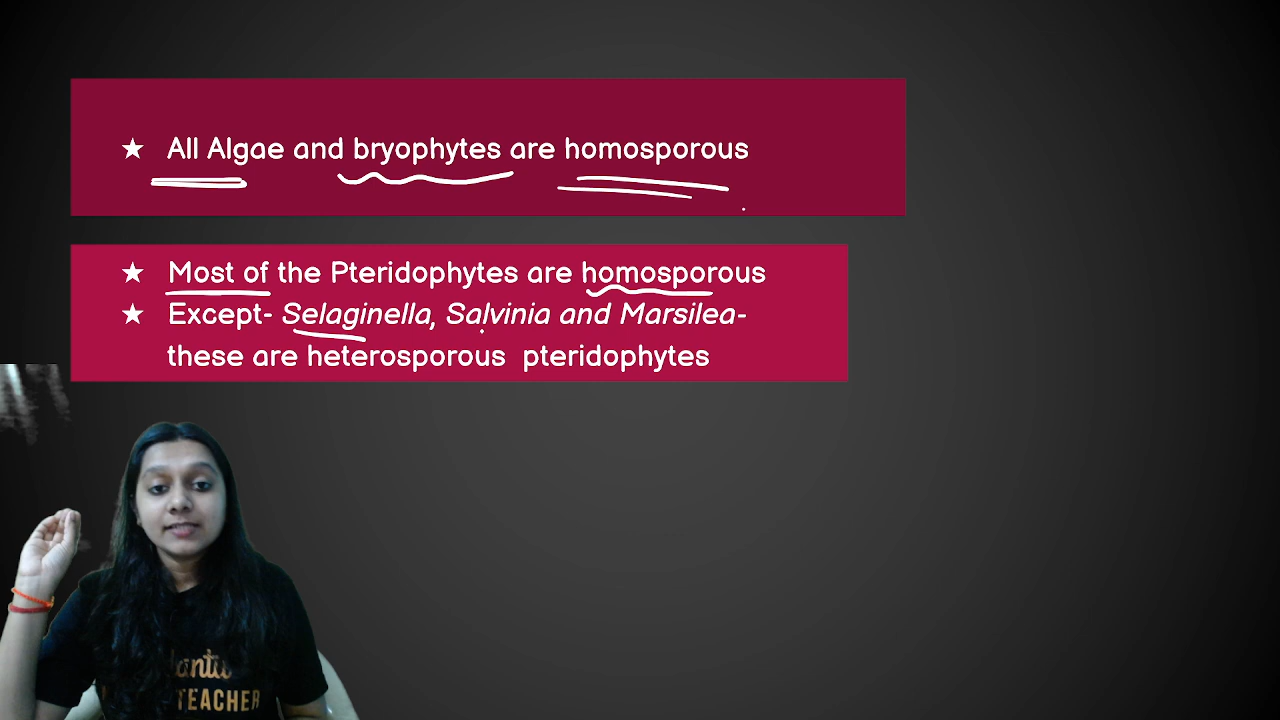 ★ All Algae and bryophytes are homosporous
★ Most of the Pteridophytes are homosporous
★ Except- Selaginella, Salvinia and Marsilea-
these are heterosporous pteridophytes
TEACHER